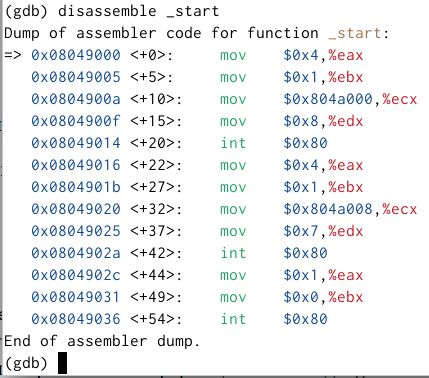 (gdb) disassemble _start
Dump of assembler code for function _start:
=> 0x08049000 <+0>:     mov    $0x4,%eax
   0x08049005 <+5>:     mov    $0x1,%ebx
   0x0804900a <+10>:    mov    $0x804a000,%ecx
   0x0804900f <+15>:    mov    $0x8,%edx
   0x08049014 <+20>:    int    $0x80
   0x08049016 <+22>:    mov    $0x4,%eax
   0x0804901b <+27>:    mov    $0x1,%ebx
   0x08049020 <+32>:    mov    $0x804a008,%ecx
   0x08049025 <+37>:    mov    $0x7,%edx
   0x0804902a <+42>:    int    $0x80
   0x0804902c <+44>:    mov    $0x1,%eax
   0x08049031 <+49>:    mov    $0x0,%ebx
   0x08049036 <+54>:    int    $0x80
End of assembler dump.
(gdb)